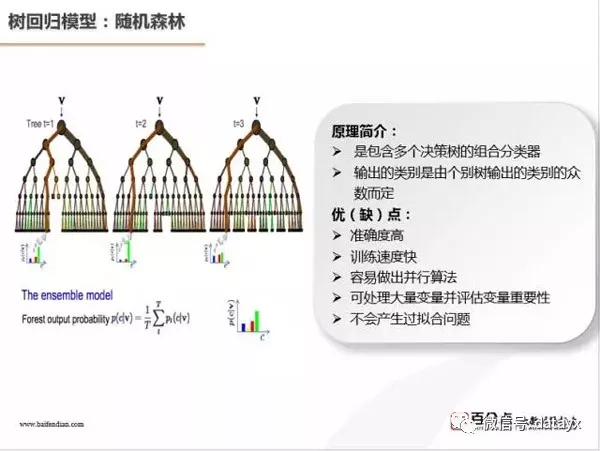 树回归模型：随机森林
v
v
v
Tree t=1
t=2
t=3
The ensemble model
Forest output probability p(c|v) = 1/T ∑ₜᵀ pₜ(c|v)
p(c|v)
c
原理简介：
➢ 是包含多个决策树的组合分类器
➢ 输出的类别是由个别树输出的类别的众
数而定
优（缺）点：
➢ 准确度高
➢ 训练速度快
➢ 容易做出并行算法
➢ 可处理大量变量并评估变量重要性
➢ 不会产生过拟合问题
www.baifendian.com
百分点
微信号: datayx